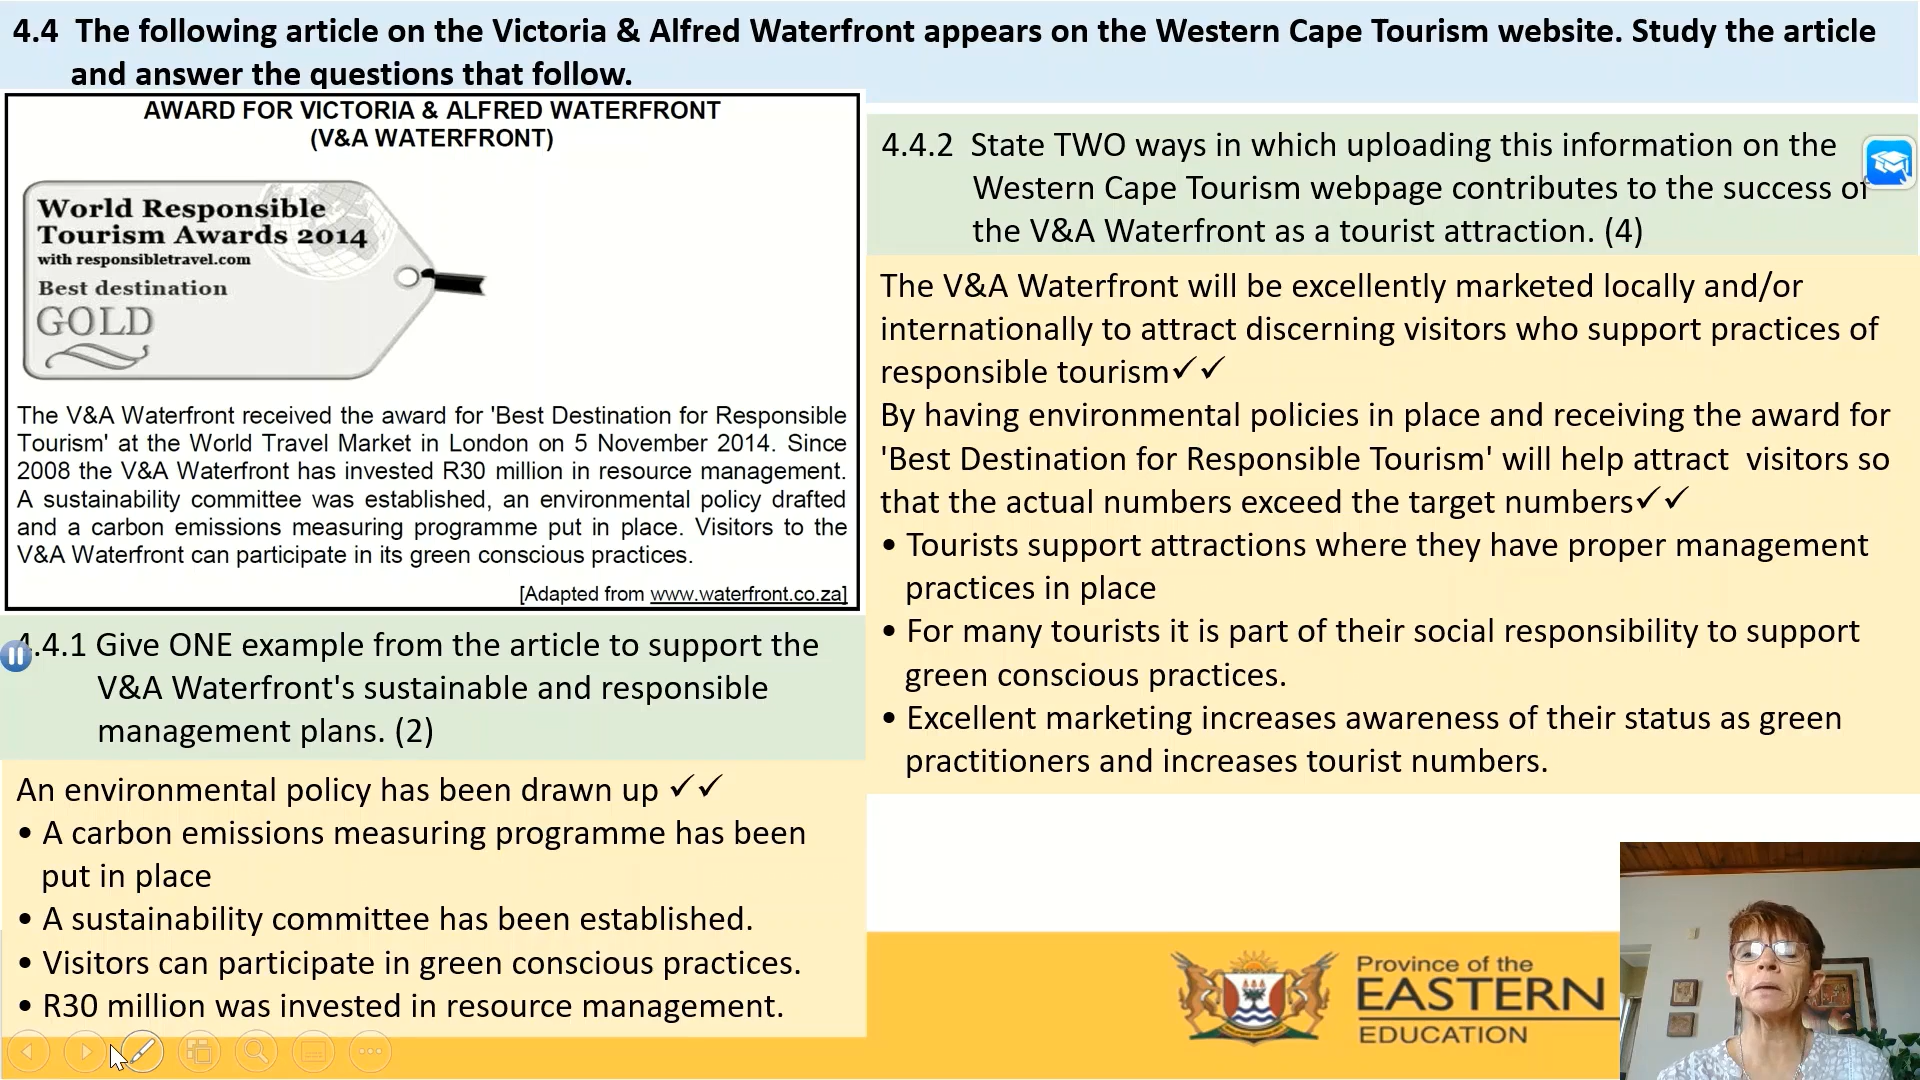 4.4 The following article on the Victoria & Alfred Waterfront appears on the Western Cape Tourism website. Study the article
and answer the questions that follow.
AWARD FOR VICTORIA & ALFRED WATERFRONT
(V&A WATERFRONT)
World Responsible
Tourism Awards 2014
with responsibletravel.com
Best destination
GOLD
The V&A Waterfront received the award for 'Best Destination for Responsible
Tourism' at the World Travel Market in London on 5 November 2014. Since
2008 the V&A Waterfront has invested R30 million in resource management.
A sustainability committee was established, an environmental policy drafted
and a carbon emissions measuring programme put in place. Visitors to the
V&A Waterfront can participate in its green conscious practices.
[Adapted from www.waterfront.co.za]
4.4.1 Give ONE example from the article to support the
V&A Waterfront's sustainable and responsible
management plans. (2)
An environmental policy has been drawn up ✓✓
• A carbon emissions measuring programme has been
put in place
• A sustainability committee has been established.
• Visitors can participate in green conscious practices.
• R30 million was invested in resource management.
4.4.2 State TWO ways in which uploading this information on the
Western Cape Tourism webpage contributes to the success of
the V&A Waterfront as a tourist attraction. (4)
The V&A Waterfront will be excellently marketed locally and/or
internationally to attract discerning visitors who support practices of
responsible tourism✓✓
By having environmental policies in place and receiving the award for
'Best Destination for Responsible Tourism' will help attract visitors so
that the actual numbers exceed the target numbers✓✓
• Tourists support attractions where they have proper management
practices in place
• For many tourists it is part of their social responsibility to support
green conscious practices.
• Excellent marketing increases awareness of their status as green
practitioners and increases tourist numbers.
Province of the
EASTERN
EDUCATION